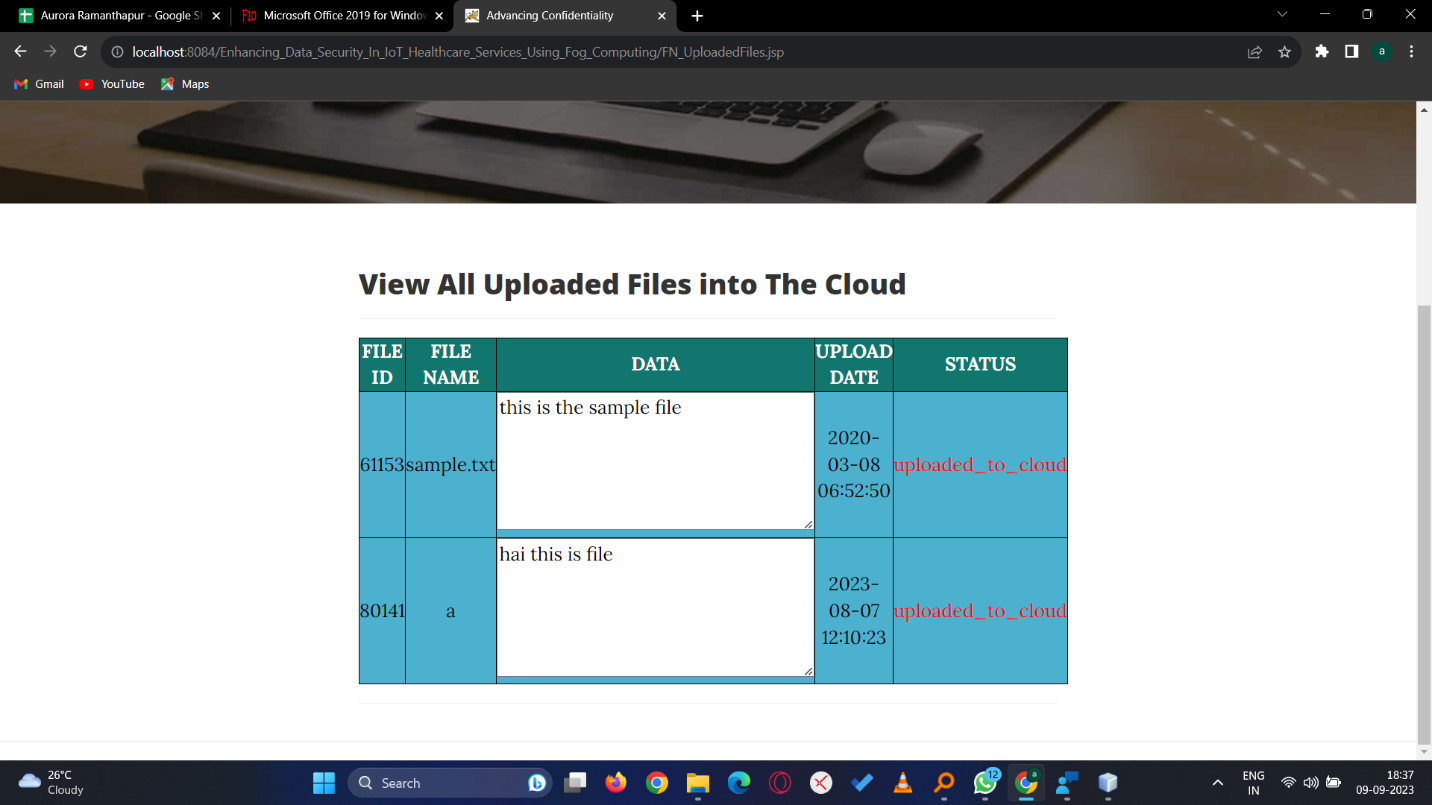 Aurora Ramanthapur - Google Sh
F10 Microsoft Office 2019 for Window
Advancing Confidentiality
localhost:8084/Enhancing_Data_Security_In_IoT_Healthcare_Services_Using_Fog_Computing/FN_UploadedFiles.jsp
a
Gmail YouTube Maps
View All Uploaded Files into The Cloud
FILE ID FILE NAME DATA UPLOAD DATE STATUS
61153 sample.txt this is the sample file 2020-03-08 06:52:50 uploaded_to_cloud
80141 a hai this is file 2023-08-07 12:10:23 uploaded_to_cloud
26°C
Cloudy
Search
12
a
ENG
IN
18:37
09-09-2023